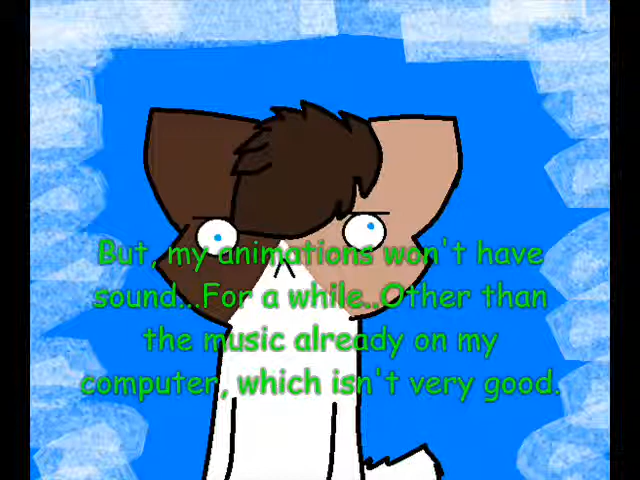 But, my animations won't have
sound...For a while..Other than
the music already on my
computer, which isn't very good.